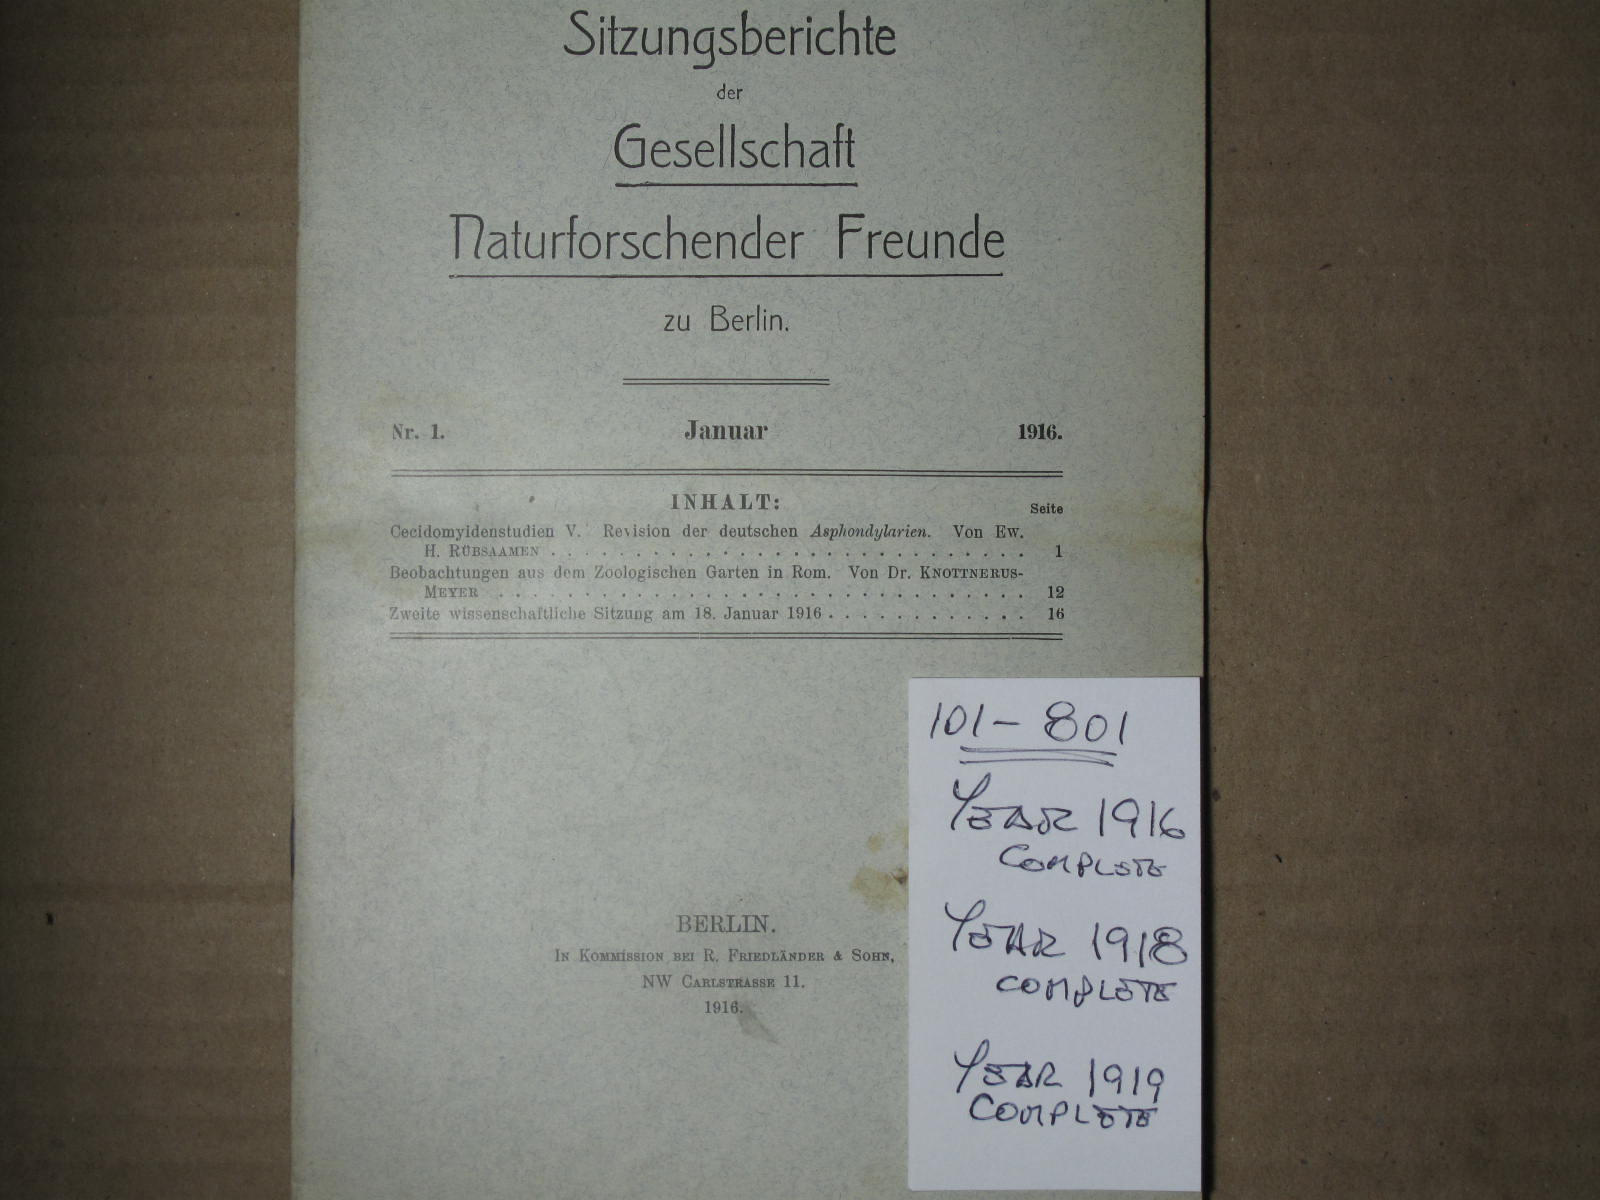 Sitzungsberichte
der
Gesellschaft
Naturforschender Freunde
zu Berlin.
Nr. 1. Januar 1916.
INHALT:
Seite
Cecidomyidenstudien V. Revision der deutschen Asphondylarien. Von Ew.
H. RÜBSAAMEN . . . . . . . . . . . . . . . . . . . . . . . . . . . . 1
Beobachtungen aus dem Zoologischen Garten in Rom. Von Dr. KNOTTNERUS-
MEYER . . . . . . . . . . . . . . . . . . . . . . . . . . . . . . . 12
Zweite wissenschaftliche Sitzung am 18. Januar 1916 . . . . . . . . . . . . 16
BERLIN.
IN KOMMISSION BEI R. FRIEDLÄNDER & SOHN,
NW CARLSTRASSE 11.
1916.
101-801
YEAR 1916
COMPLETE
YEAR 1918
COMPLETE
YEAR 1919
COMPLETE